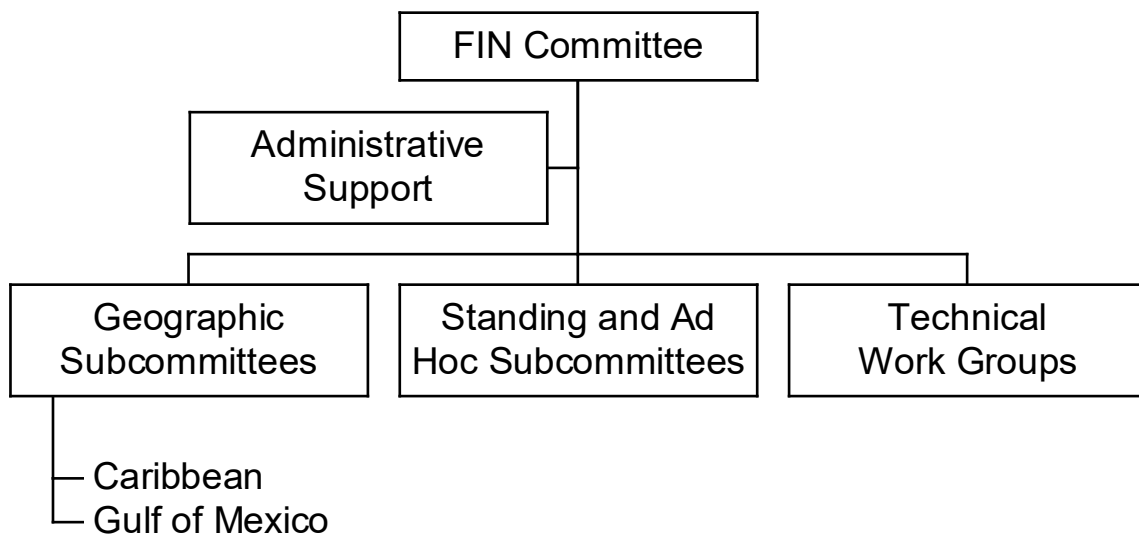 FIN Committee
Administrative
Support
Geographic
Subcommittees
Standing and Ad
Hoc Subcommittees
Technical
Work Groups
Caribbean
Gulf of Mexico